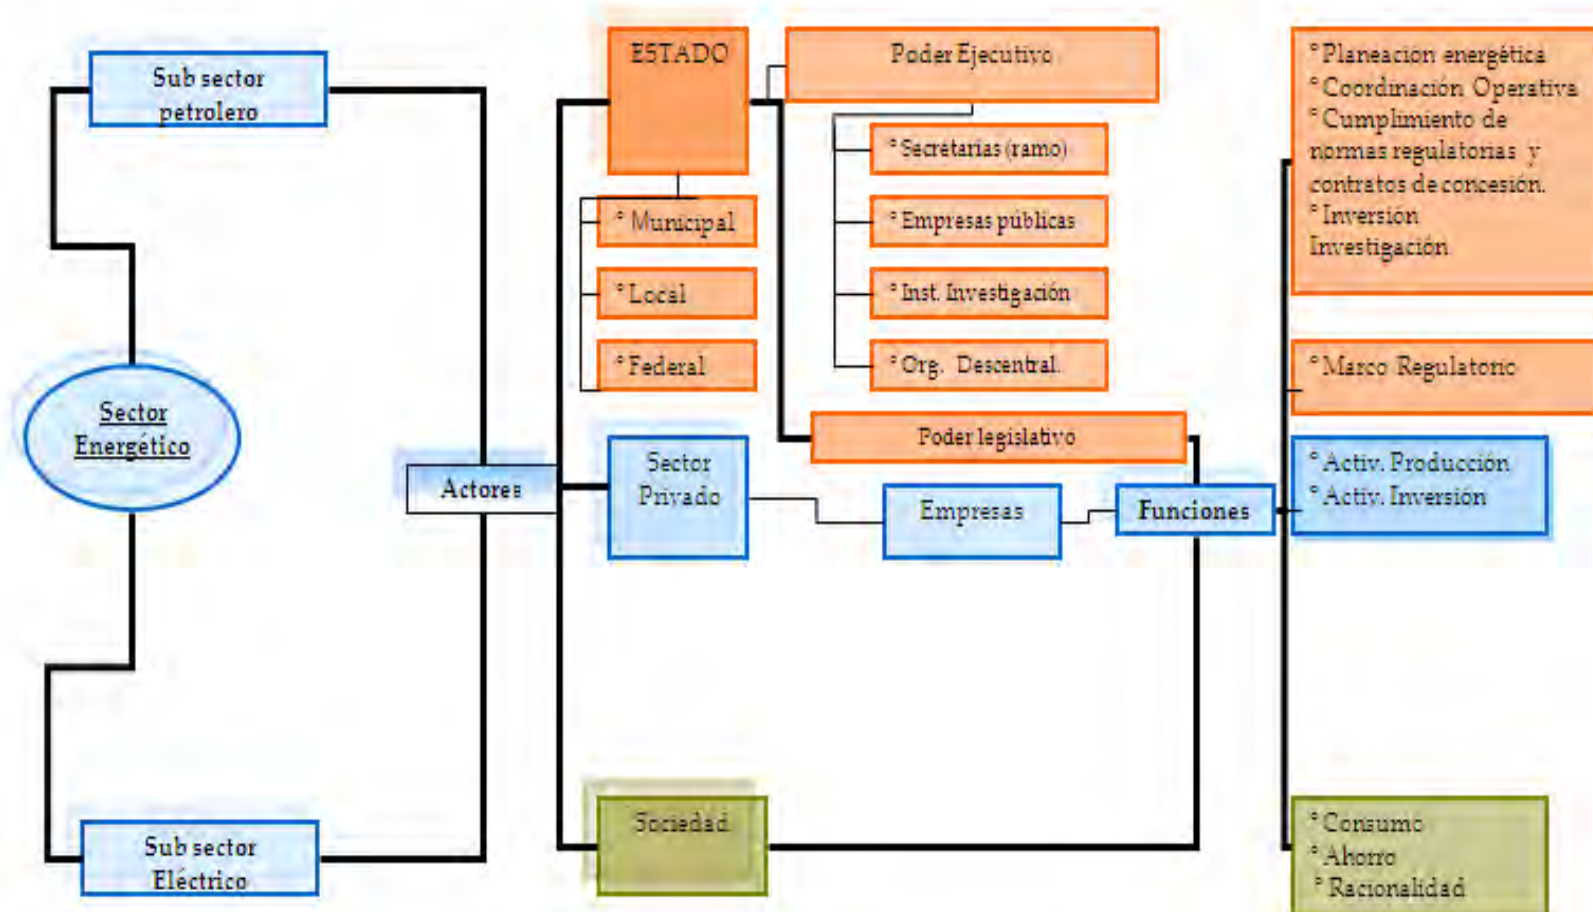 Sub sector
petrolero
Sector
Energético
Sub sector
Eléctrico
Actores
ESTADO
° Municipal
° Local
° Federal
Sector
Privado
Sociedad
Poder Ejecutivo
° Secretarías (ramo)
° Empresas públicas
° Inst. Investigación
° Org. Descentral.
Poder legislativo
Empresas
Funciones
° Planeación energética
° Coordinación Operativa
° Cumplimiento de
normas regulatorias y
contratos de concesión.
° Inversión
Investigación
° Marco Regulatorio
° Activ. Producción
° Activ. Inversión
° Consumo
° Ahorro
° Racionalidad